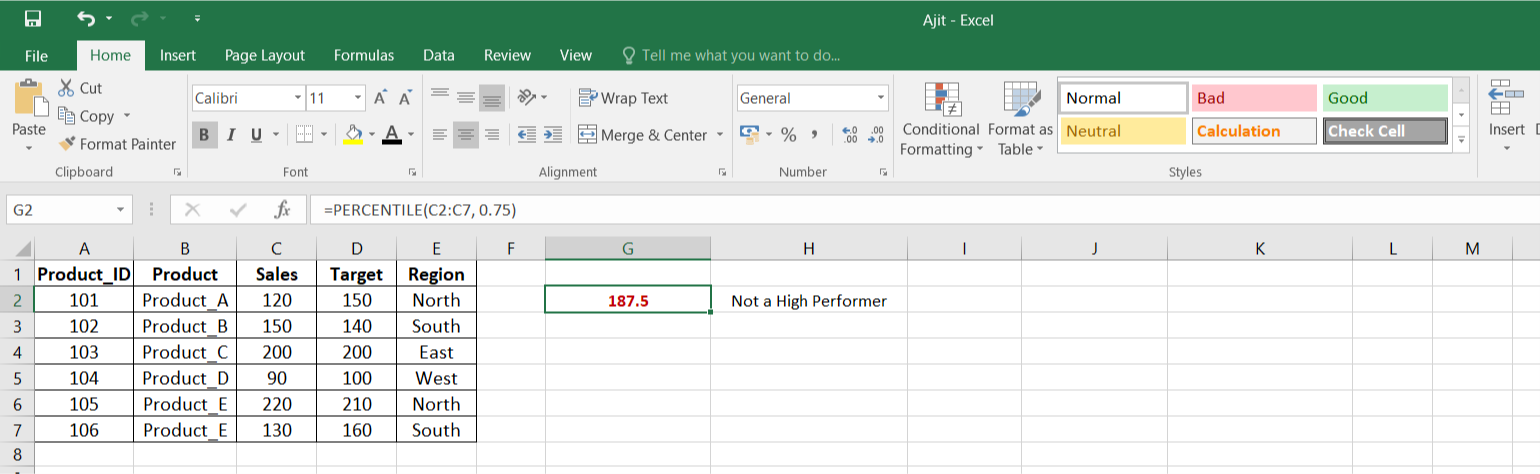 Ajit - Excel
File Home Insert Page Layout Formulas Data Review View Tell me what you want to do...
Paste
Cut
Copy
Format Painter
Clipboard
Calibri 11
A A
B I U A
Font
Wrap Text
Merge & Center
Alignment
General
% , .00 .00
Number
Conditional Formatting
Format as Table
Normal Bad Good
Neutral Calculation Check Cell
Styles
Insert
G2 fx =PERCENTILE(C2:C7, 0.75)
A B C D E F G H I J K L M
1 Product_ID Product Sales Target Region
2 101 Product_A 120 150 North 187.5 Not a High Performer
3 102 Product_B 150 140 South
4 103 Product_C 200 200 East
5 104 Product_D 90 100 West
6 105 Product_E 220 210 North
7 106 Product_E 130 160 South
8